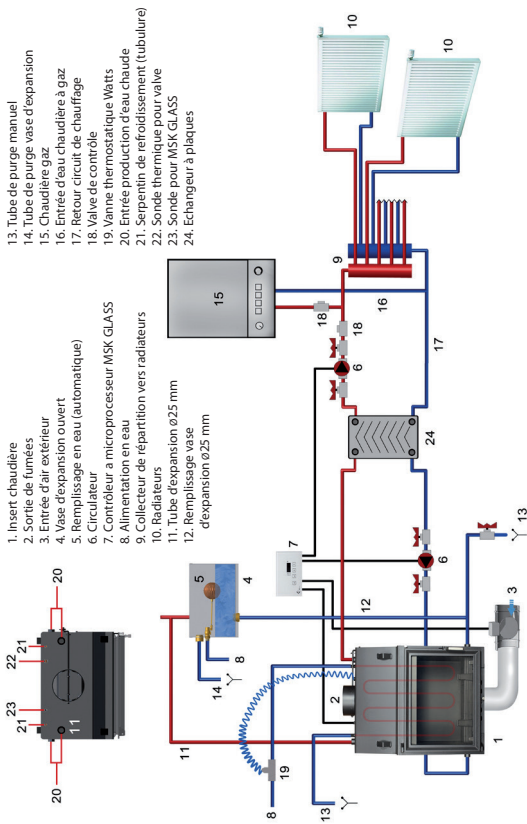 1. Insert chaudière
2. Sortie de fumées
3. Entrée d'air extérieur
4. Vase d'expansion ouvert
5. Remplissage en eau (automatique)
6. Circulateur
7. Contrôleur a microprocesseur MSK GLASS
8. Alimentation en eau
9. Collecteur de répartition vers radiateurs
10. Radiateurs
11. Tube d'expansion Ø25 mm
12. Remplissage vase
d'expansion Ø25 mm
13. Tube de purge manuel
14. Tube de purge vase d'expansion
15. Chaudière gaz
16. Entrée d'eau chaudière à gaz
17. Retour circuit de chauffage
18. Valve de contrôle
19. Vanne thermostatique Watts
20. Entrée production d'eau chaude
21. Serpentin de refroidissement (tubulure)
22. Sonde thermique pour valve
23. Sonde pour MSK GLASS
24. Echangeur à plaques
20
21
23
22
21
20
11
10
10
15
9
18
18
16
17
6
24
7
5
4
8
14
12
6
11
19
2
8
13
3
13
1